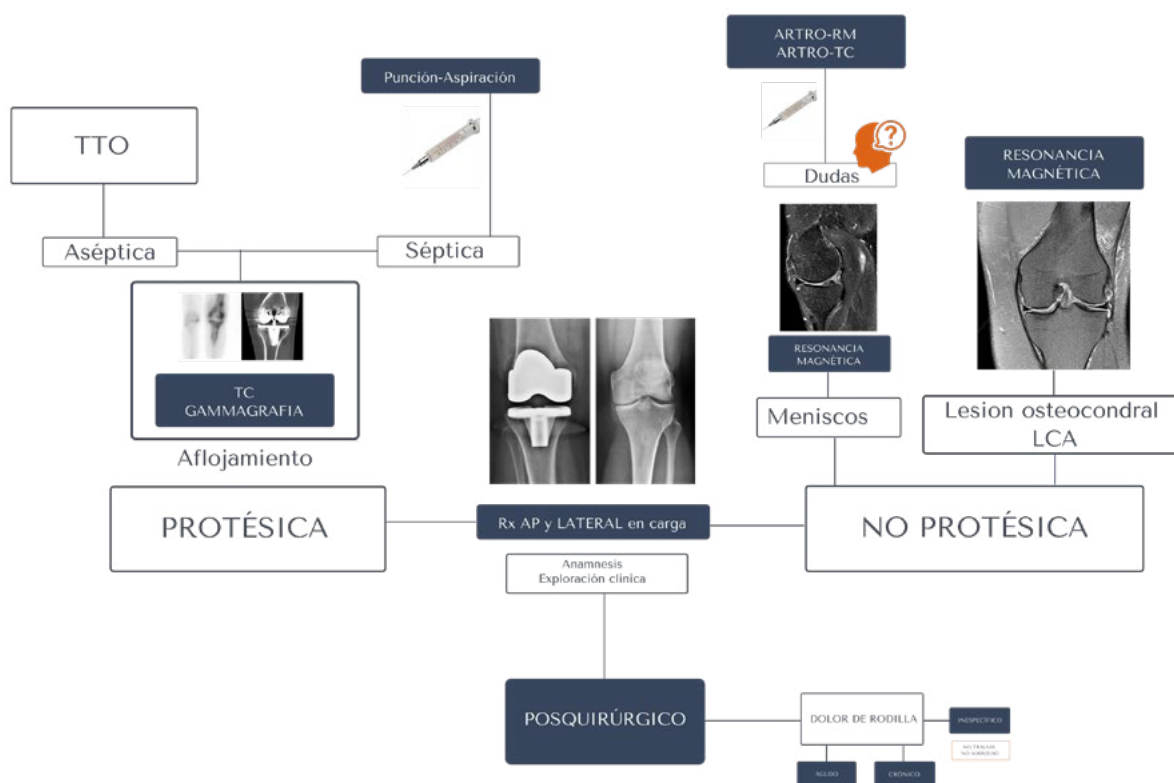 ARTRO-RM
ARTRO-TC
Punción-Aspiración
TTO
RESONANCIA
MAGNÉTICA
Dudas
Aséptica
Séptica
RESONANCIA
MAGNÉTICA
TC
GAMMAGRAFIA
Meniscos
Lesion osteocondral
LCA
Aflojamiento
PROTÉSICA
Rx AP y LATERAL en carga
NO PROTÉSICA
Anamnesis
Exploración clínica
POSQUIRÚRGICO
DOLOR DE RODILLA
INESPECÍFICO
NO TRAUMA
AGUDO
CRÓNICO